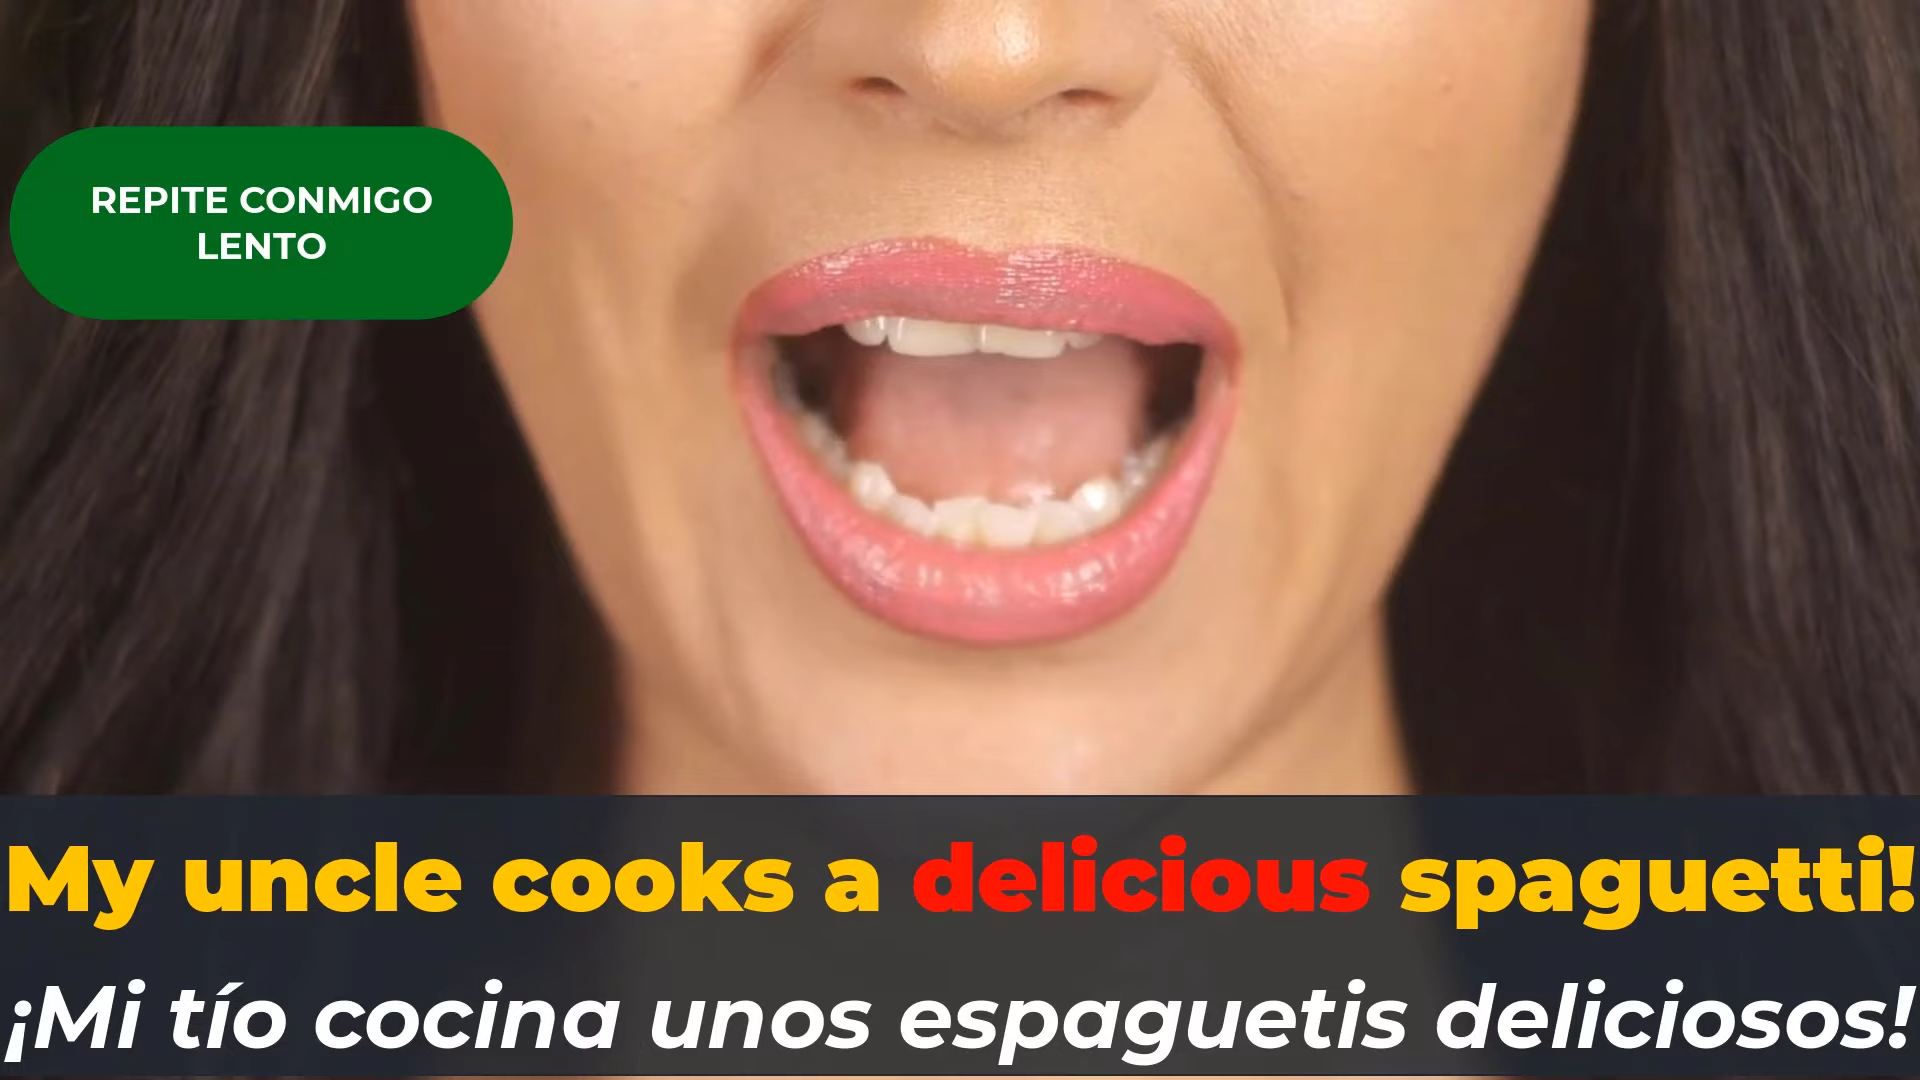 REPITE CONMIGO
LENTO
My uncle cooks a delicious spaguetti!
¡Mi tío cocina unos espaguetis deliciosos!